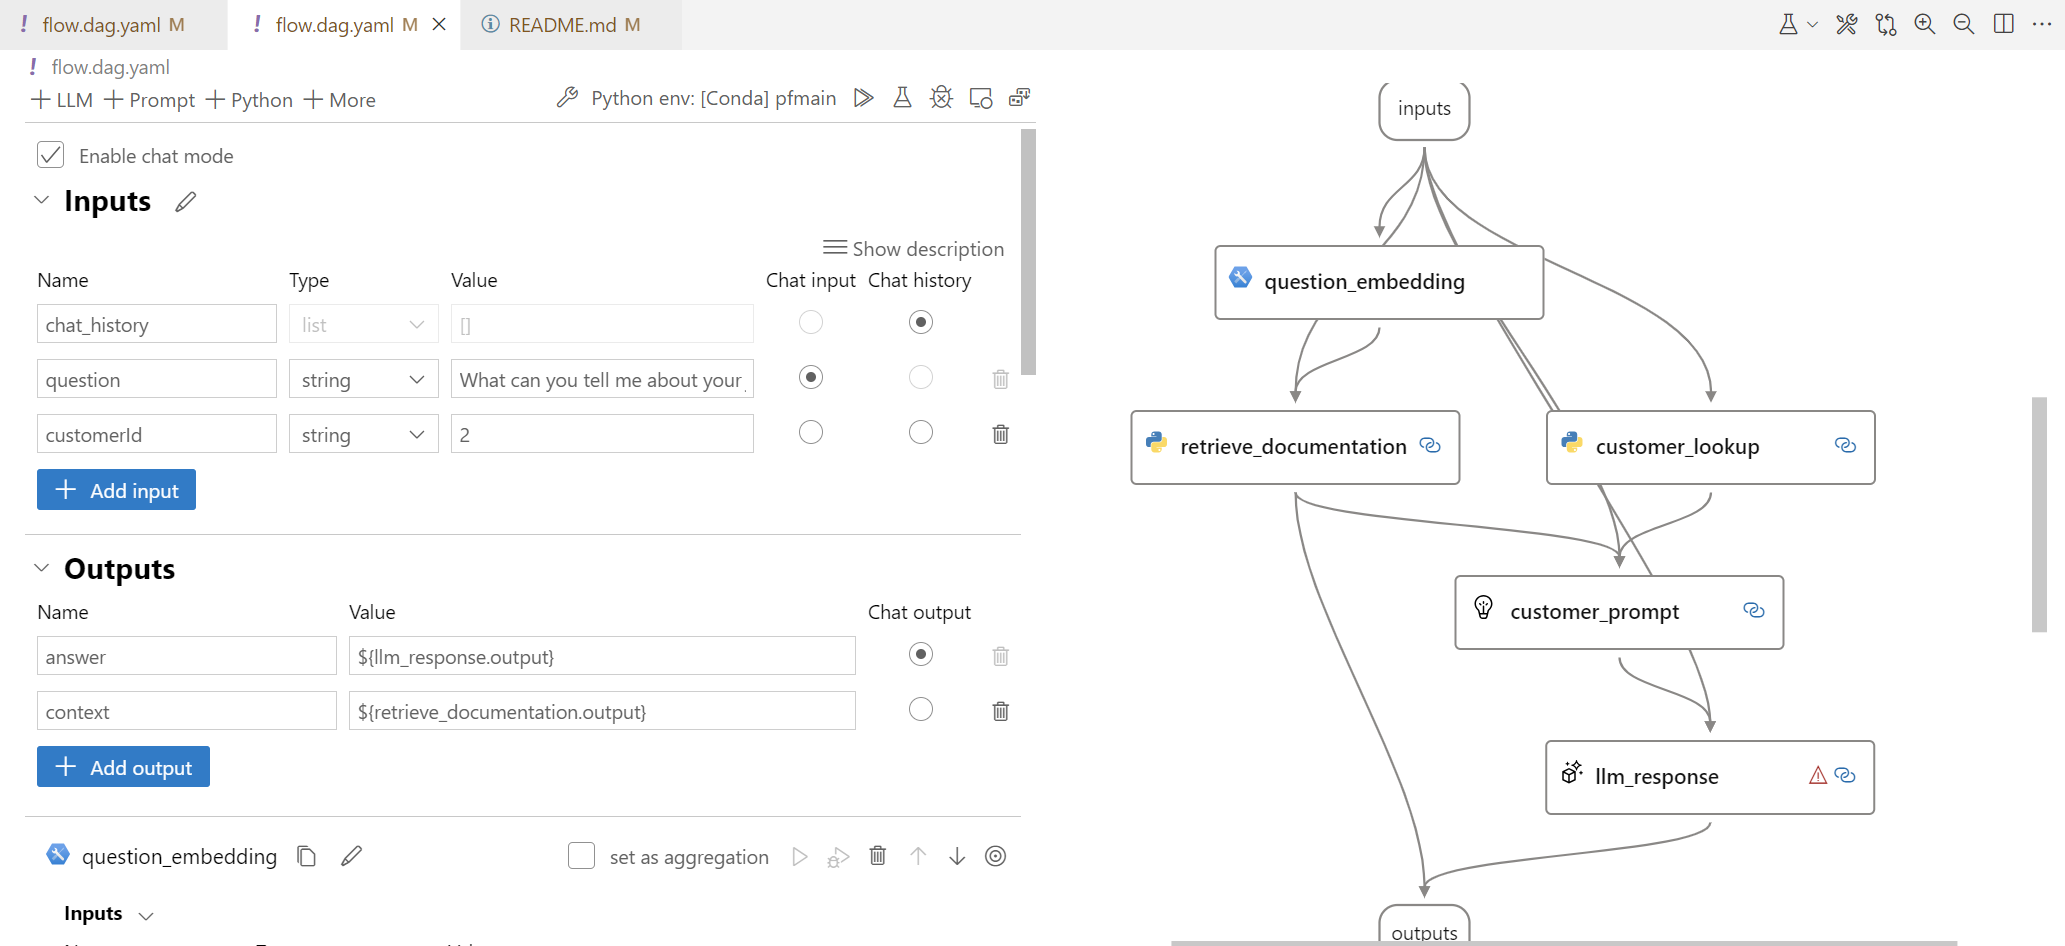 ! flow.dag.yaml M
! flow.dag.yaml M
README.md M
! flow.dag.yaml
LLM
Prompt
Python
More
Python env: [Conda] pfmain
Enable chat mode
Inputs
Show description
Name Type Value Chat input Chat history
chat_history list []
question string What can you tell me about your
customerId string 2
Add input
Outputs
Name Value Chat output
answer ${llm_response.output}
context ${retrieve_documentation.output}
Add output
question_embedding set as aggregation
Inputs
inputs
question_embedding
retrieve_documentation
customer_lookup
customer_prompt
llm_response
outputs